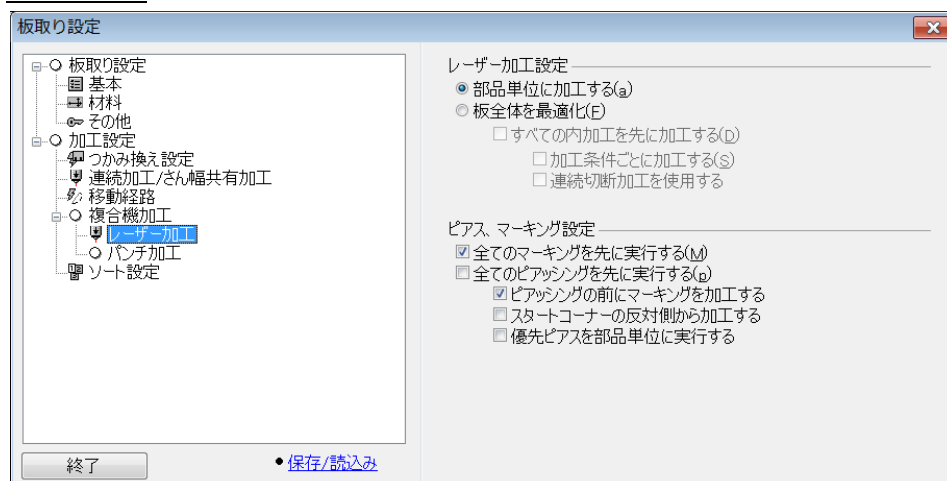 板取り設定
板取り設定
基本
材料
その他
加工設定
つかみ換え設定
連続加工/さん幅共有加工
移動経路
複合機加工
レーザー加工
パンチ加工
ソート設定
終了
保存/読込み
レーザー加工設定
部品単位に加工する(a)
板全体を最適化(F)
すべての内加工を先に加工する(D)
加工条件ごとに加工する(S)
連続切断加工を使用する
ピアス、マーキング設定
全てのマーキングを先に実行する(M)
全てのピアッシングを先に実行する(p)
ピアッシングの前にマーキングを加工する
スタートコーナーの反対側から加工する
優先ピアスを部品単位に実行する